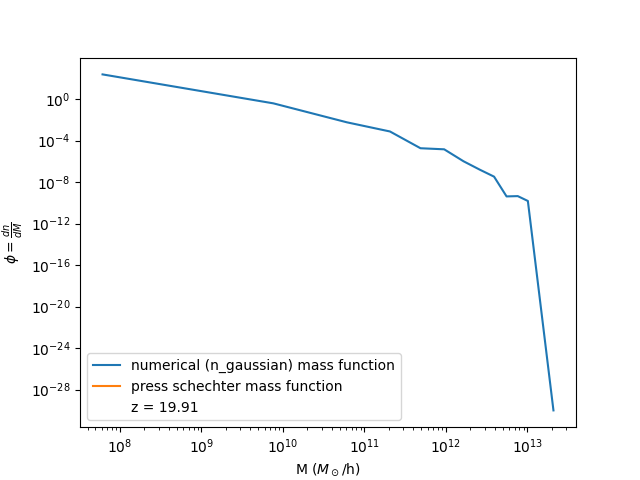 10⁰
10⁻⁴
10⁻⁸
10⁻¹²
10⁻¹⁶
10⁻²⁰
10⁻²⁴
10⁻²⁸
ϕ = dn/dM
numerical (n_gaussian) mass function
press schechter mass function
z = 19.91
10⁸ 10⁹ 10¹⁰ 10¹¹ 10¹² 10¹³
M (M⊙/h)